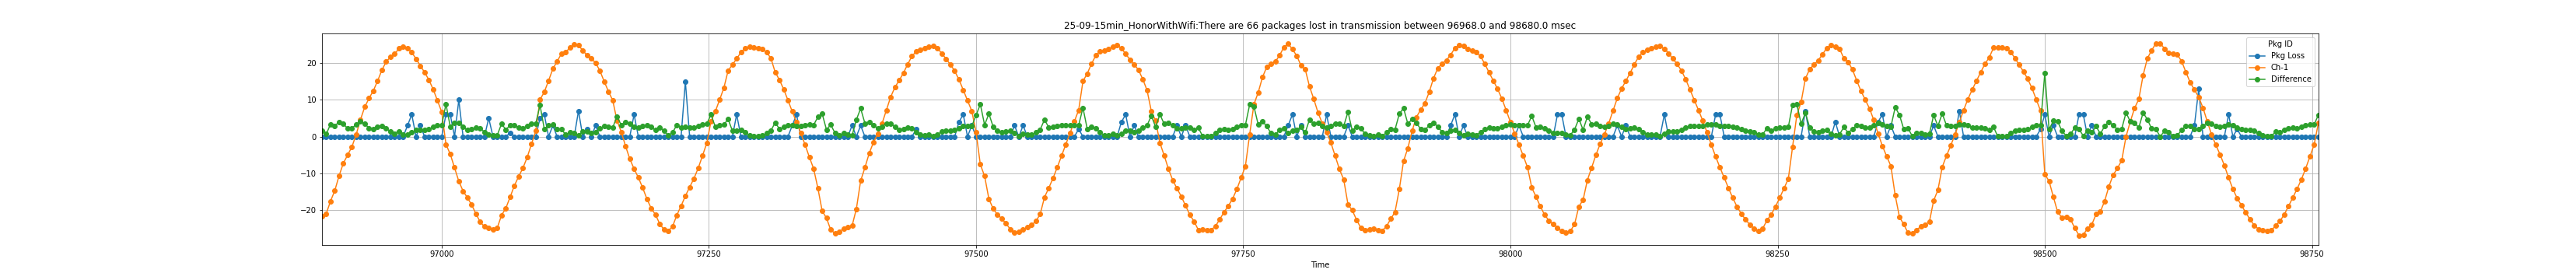 25-09-15min_HonorWithWifi:There are 66 packages lost in transmission between 96968.0 and 98680.0 msec
Pkg ID
Pkg Loss
Ch-1
Difference
20
10
0
−10
−20
97000 97250 97500 97750 98000 98250 98500 98750
Time